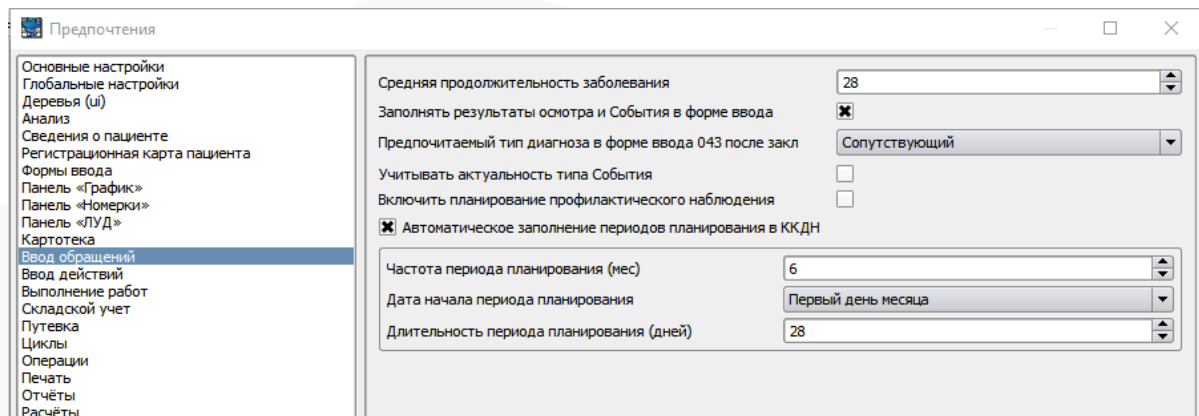 Предпочтения
Основные настройки
Глобальные настройки
Деревья (ui)
Анализ
Сведения о пациенте
Регистрационная карта пациента
Формы ввода
Панель «График»
Панель «Номерки»
Панель «ЛУД»
Картотека
Ввод обращений
Ввод действий
Выполнение работ
Складской учет
Путевка
Циклы
Операции
Печать
Отчёты
Расчёты
Средняя продолжительность заболевания 28
Заполнять результаты осмотра и События в форме ввода
Предпочитаемый тип диагноза в форме ввода 043 после закл Сопутствующий
Учитывать актуальность типа События
Включить планирование профилактического наблюдения
Автоматическое заполнение периодов планирования в ККДН
Частота периода планирования (мес) 6
Дата начала периода планирования Первый день месяца
Длительность периода планирования (дней) 28